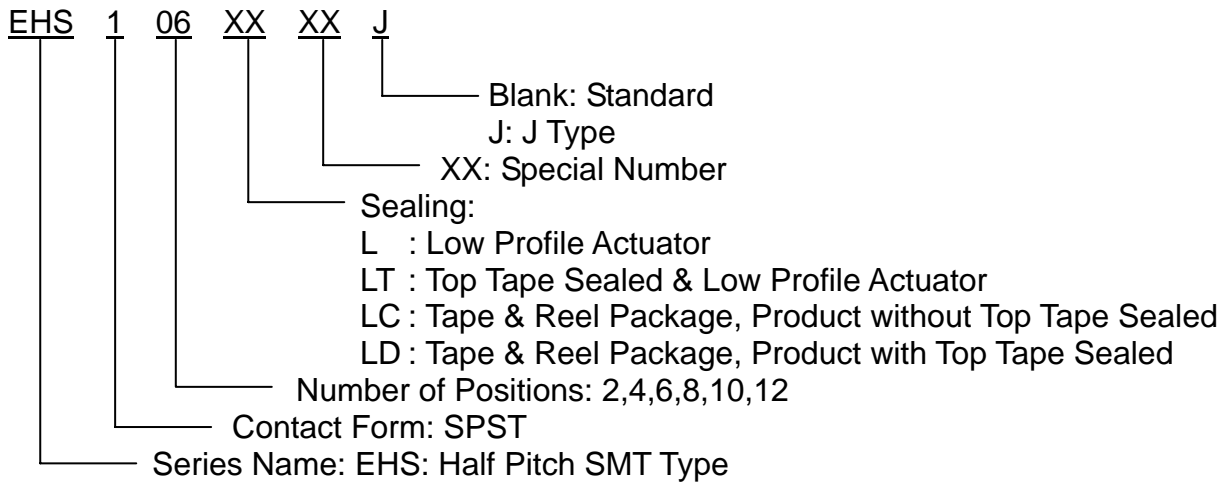 EHS 1 06 XX XX J
Blank: Standard
J: J Type
XX: Special Number
Sealing:
L : Low Profile Actuator
LT : Top Tape Sealed & Low Profile Actuator
LC : Tape & Reel Package, Product without Top Tape Sealed
LD : Tape & Reel Package, Product with Top Tape Sealed
Number of Positions: 2,4,6,8,10,12
Contact Form: SPST
Series Name: EHS: Half Pitch SMT Type